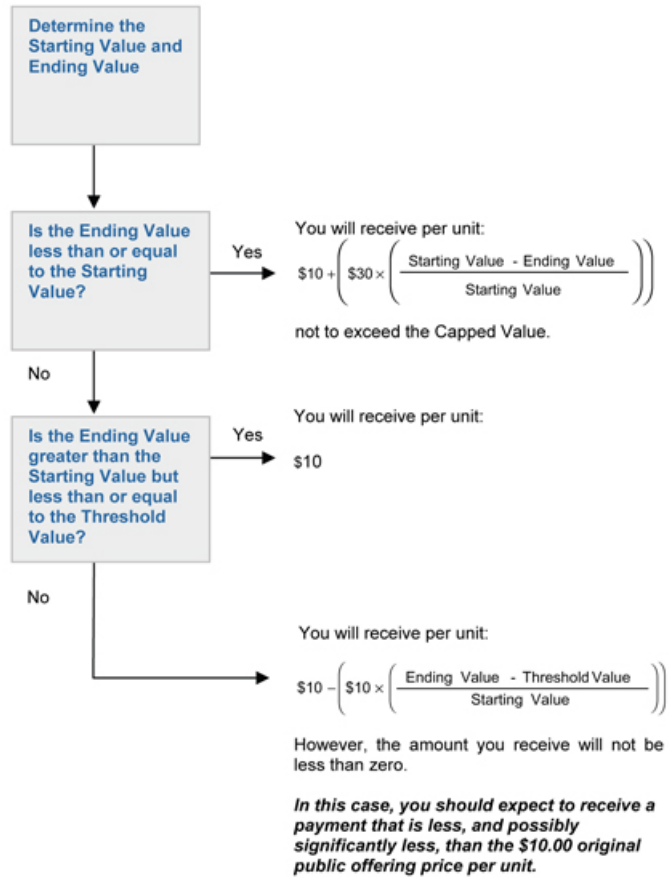 Determine the
Starting Value and
Ending Value
Is the Ending Value
less than or equal
to the Starting
Value?
Yes
You will receive per unit:
$10 + ( $30 × ( Starting Value - Ending Value
Starting Value ))
not to exceed the Capped Value.
No
Is the Ending Value
greater than the
Starting Value but
less than or equal
to the Threshold
Value?
Yes
You will receive per unit:
$10
No
You will receive per unit:
$10 – ( $10 × ( Ending Value - Threshold Value
Starting Value ))
However, the amount you receive will not be
less than zero.
In this case, you should expect to receive a
payment that is less, and possibly
significantly less, than the $10.00 original
public offering price per unit.